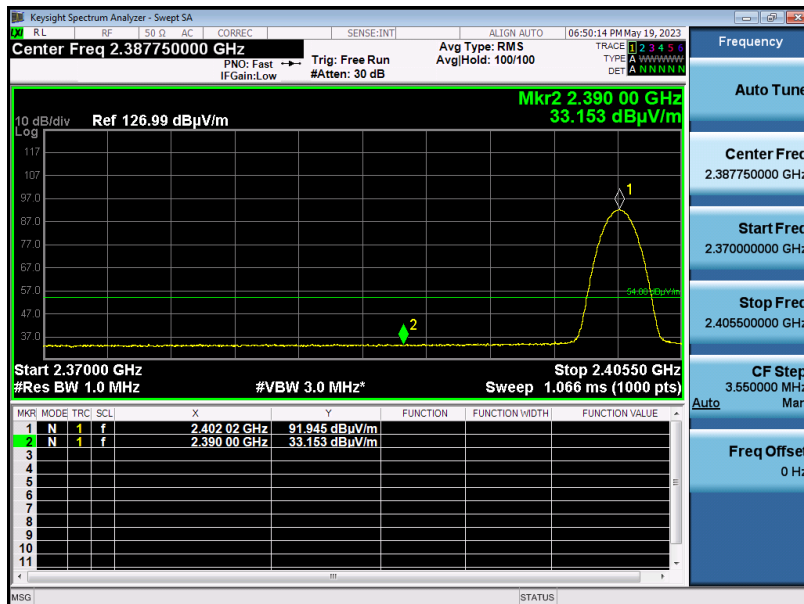 Keysight Spectrum Analyzer - Swept SA
LXI RL RF 50 Ω AC CORREC SENSE:INT ALIGN AUTO 06:50:14 PM May 19, 2023
Center Freq 2.387750000 GHz
PNO: Fast
IFGain:Low
Trig: Free Run
#Atten: 30 dB
Avg Type: RMS
Avg|Hold: 100/100
TRACE 1 2 3 4 5 6
TYPE A W W W W W
DET A N N N N N
Mkr2 2.390 00 GHz
33.153 dBµV/m
10 dB/div Ref 126.99 dBµV/m
Log
117
107
97.0
87.0
77.0
67.0
57.0
47.0
37.0
1
2
54.00 dBµV/m
Start 2.37000 GHz Stop 2.40550 GHz
#Res BW 1.0 MHz #VBW 3.0 MHz* Sweep 1.066 ms (1000 pts)
MKR MODE TRC SCL X Y FUNCTION FUNCTION WIDTH FUNCTION VALUE
1 N 1 f 2.402 02 GHz 91.945 dBµV/m
2 N 1 f 2.390 00 GHz 33.153 dBµV/m
3
4
5
6
7
8
9
10
11
MSG STATUS
Frequency
Auto Tune
Center Freq
2.387750000 GHz
Start Freq
2.370000000 GHz
Stop Freq
2.405500000 GHz
CF Step
3.550000 MHz
Auto Man
Freq Offset
0 Hz